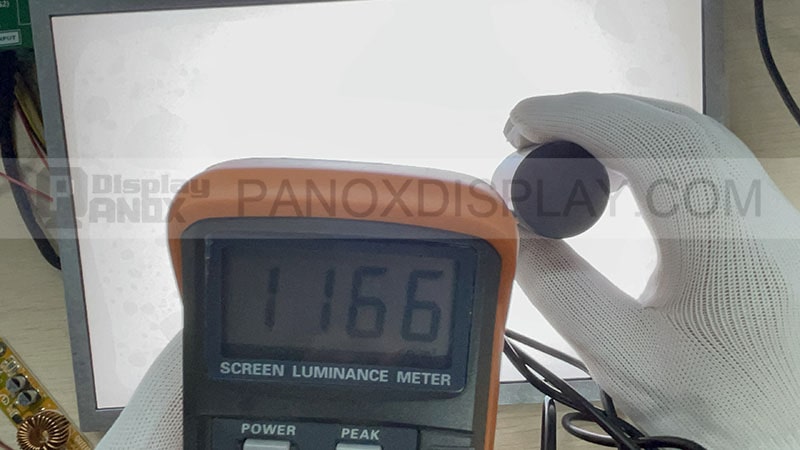 Display
PANOX
PANOXDISPLAY.COM
1166
SCREEN LUMINANCE METER
POWER
PEAK